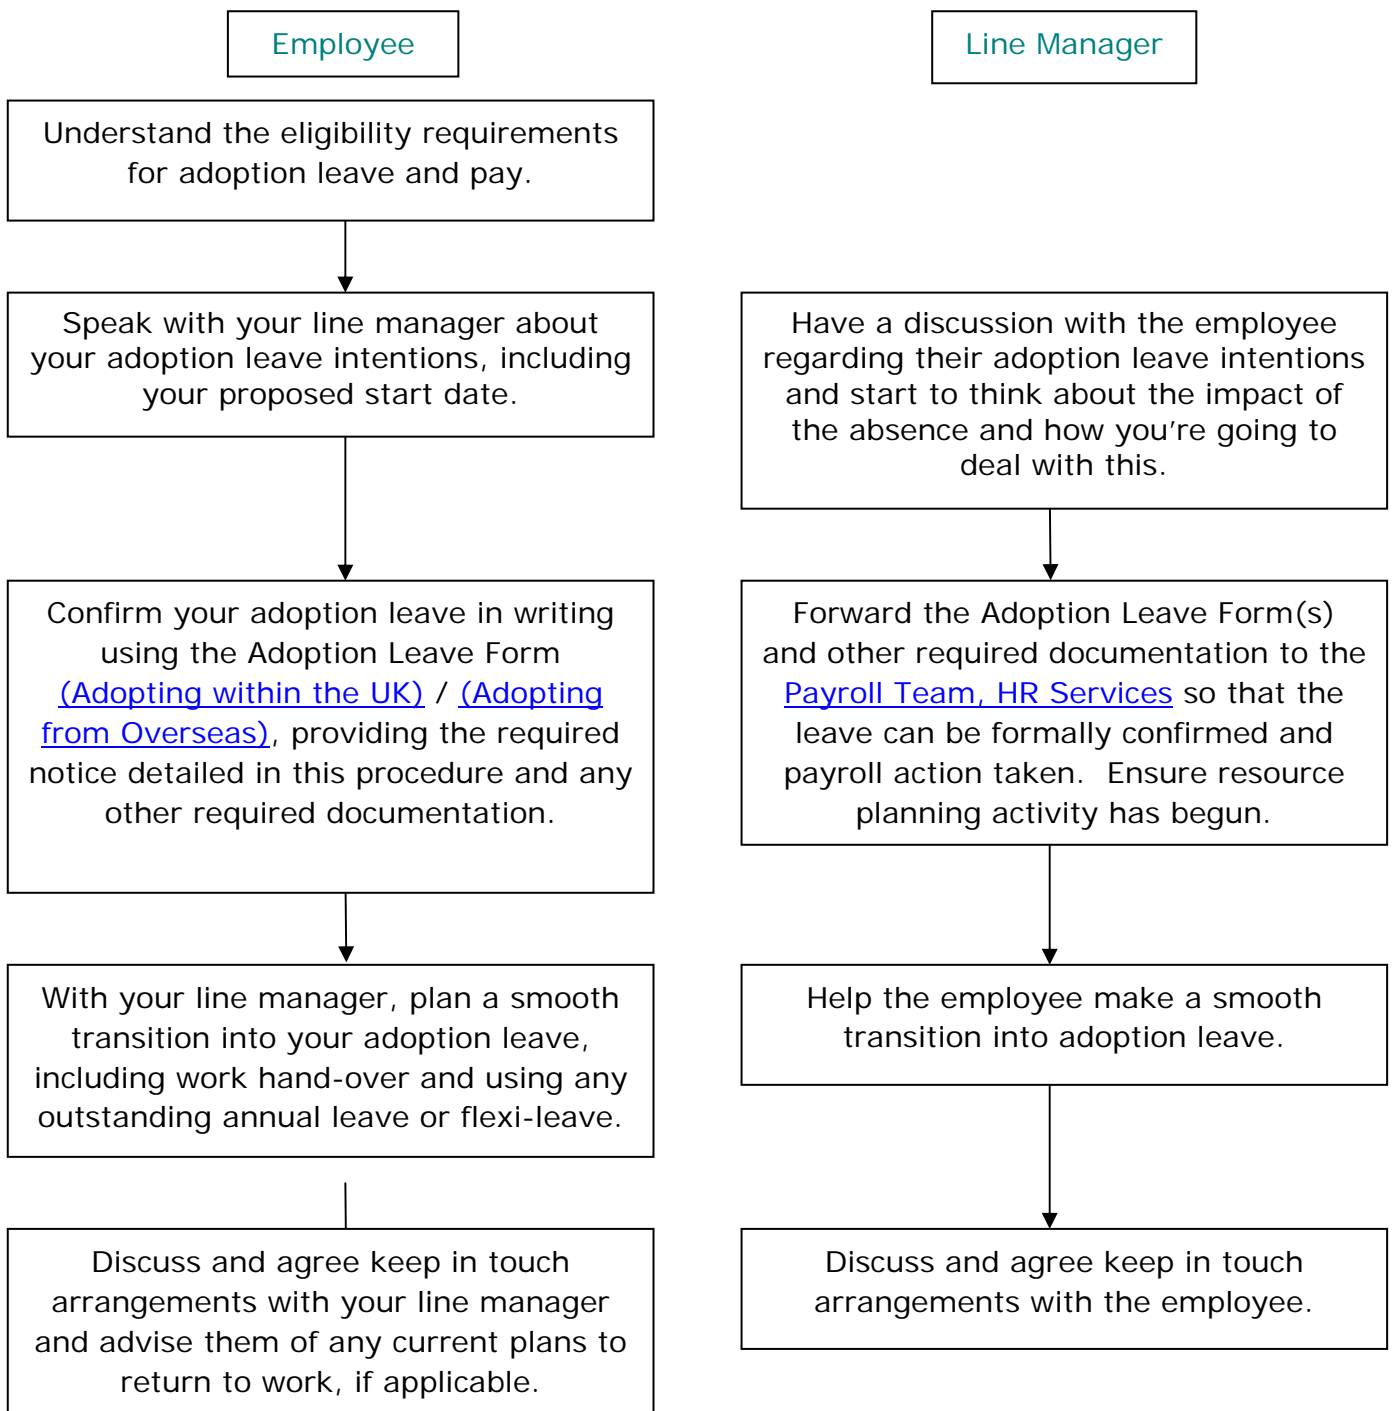 Employee
Line Manager
Understand the eligibility requirements
for adoption leave and pay.
Speak with your line manager about
your adoption leave intentions, including
your proposed start date.
Have a discussion with the employee
regarding their adoption leave intentions
and start to think about the impact of
the absence and how you're going to
deal with this.
Confirm your adoption leave in writing
using the Adoption Leave Form
(Adopting within the UK) / (Adopting
from Overseas), providing the required
notice detailed in this procedure and any
other required documentation.
Forward the Adoption Leave Form(s)
and other required documentation to the
Payroll Team, HR Services so that the
leave can be formally confirmed and
payroll action taken.  Ensure resource
planning activity has begun.
With your line manager, plan a smooth
transition into your adoption leave,
including work hand-over and using any
outstanding annual leave or flexi-leave.
Help the employee make a smooth
transition into adoption leave.
Discuss and agree keep in touch
arrangements with your line manager
and advise them of any current plans to
return to work, if applicable.
Discuss and agree keep in touch
arrangements with the employee.